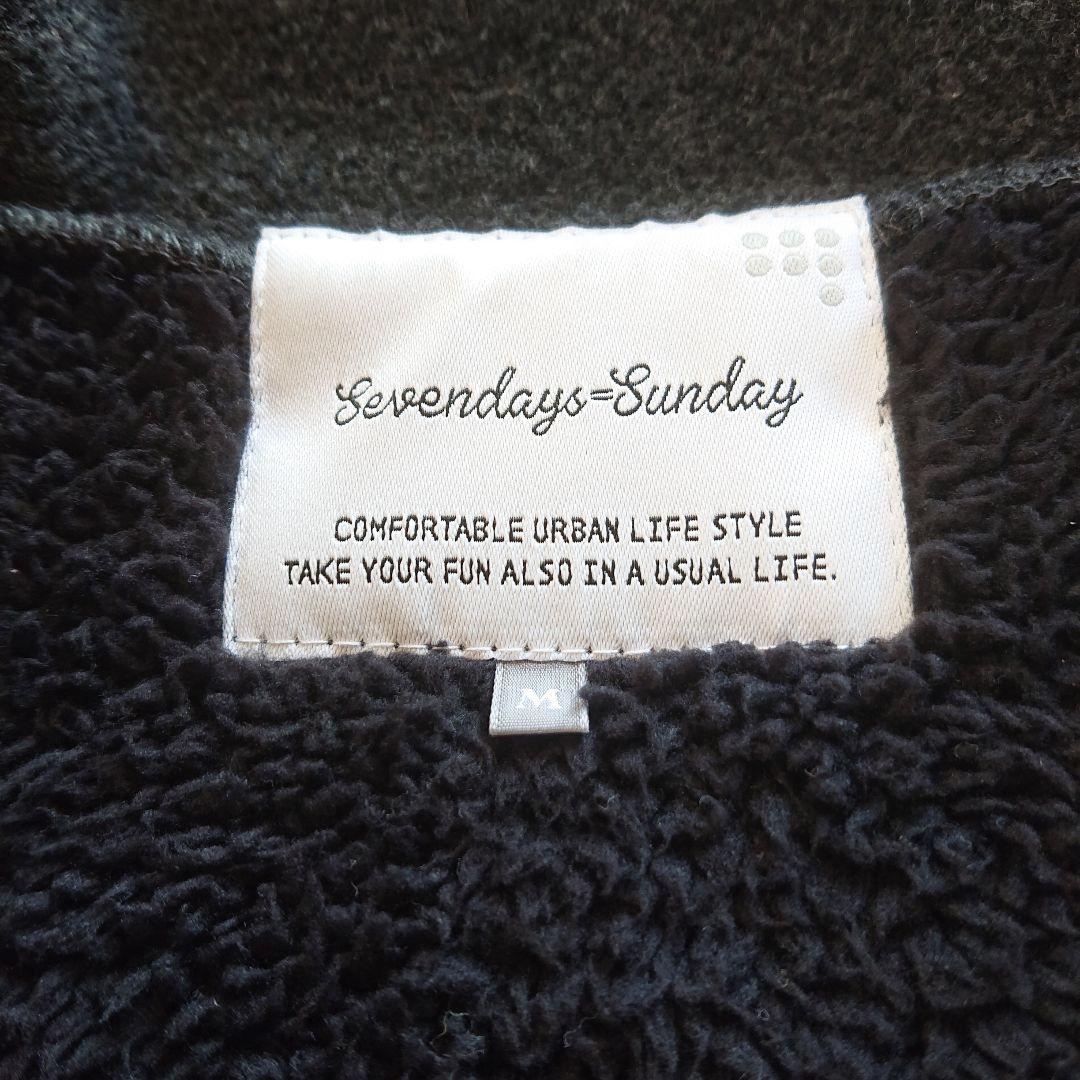 Sevendays=Sunday
COMFORTABLE URBAN LIFE STYLE
TAKE YOUR FUN ALSO IN A USUAL LIFE.
M